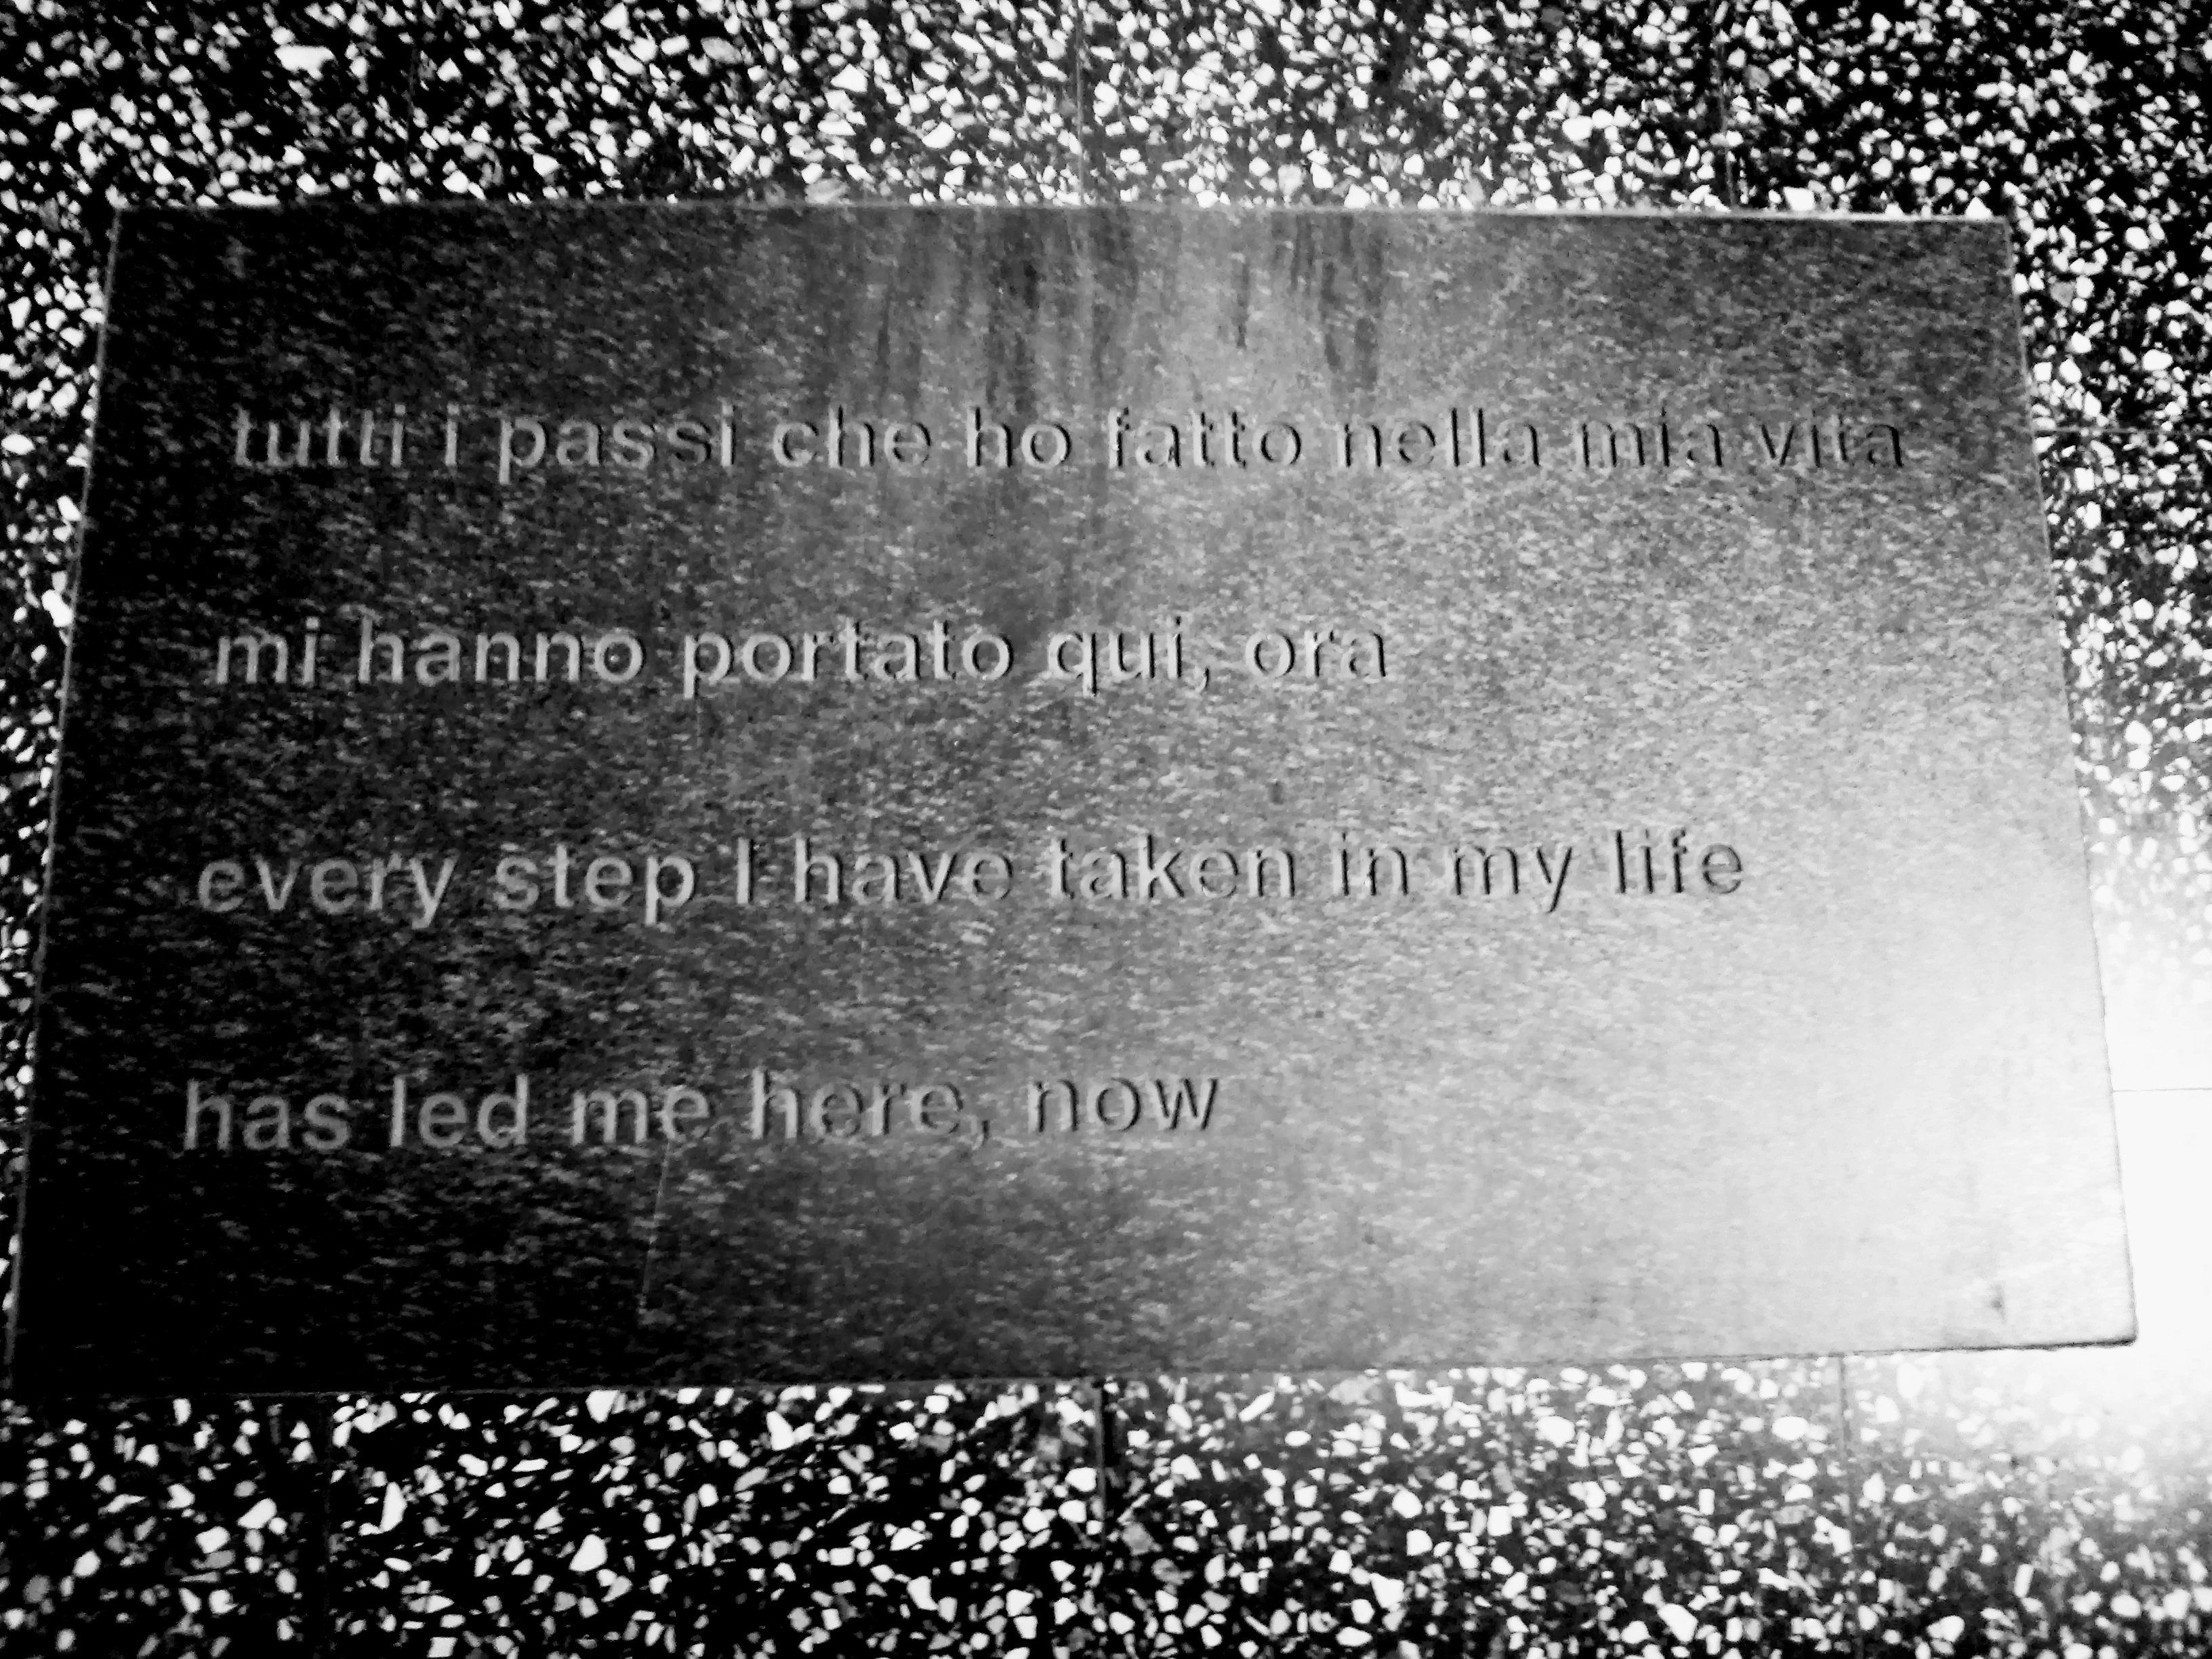 tutti i passi che ho fatto nella mia vita
mi hanno portato qui, ora
every step I have taken in my life
has led me here, now